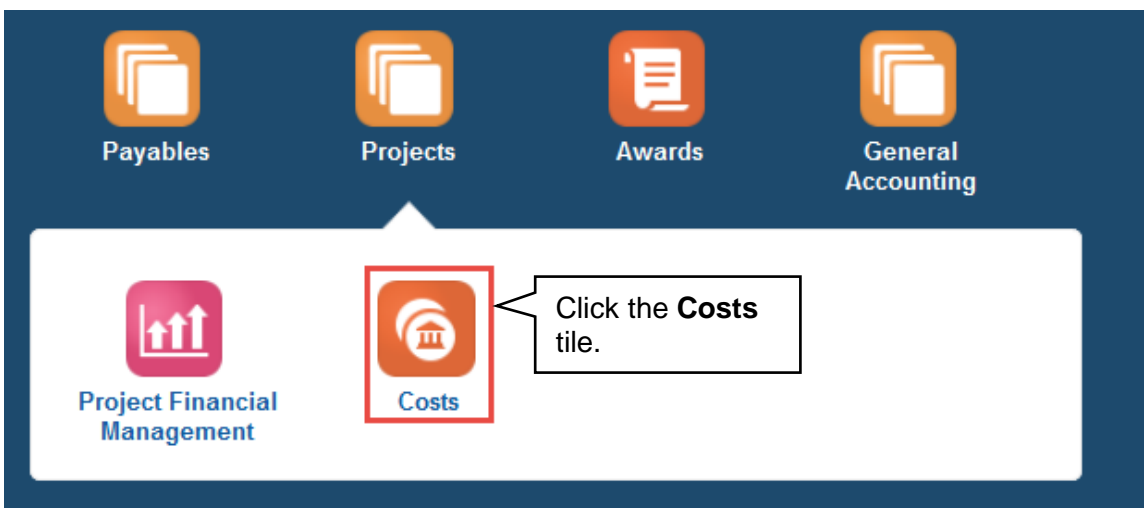 Payables
Projects
Awards
General
Accounting
Click the Costs
tile.
Project Financial
Management
Costs